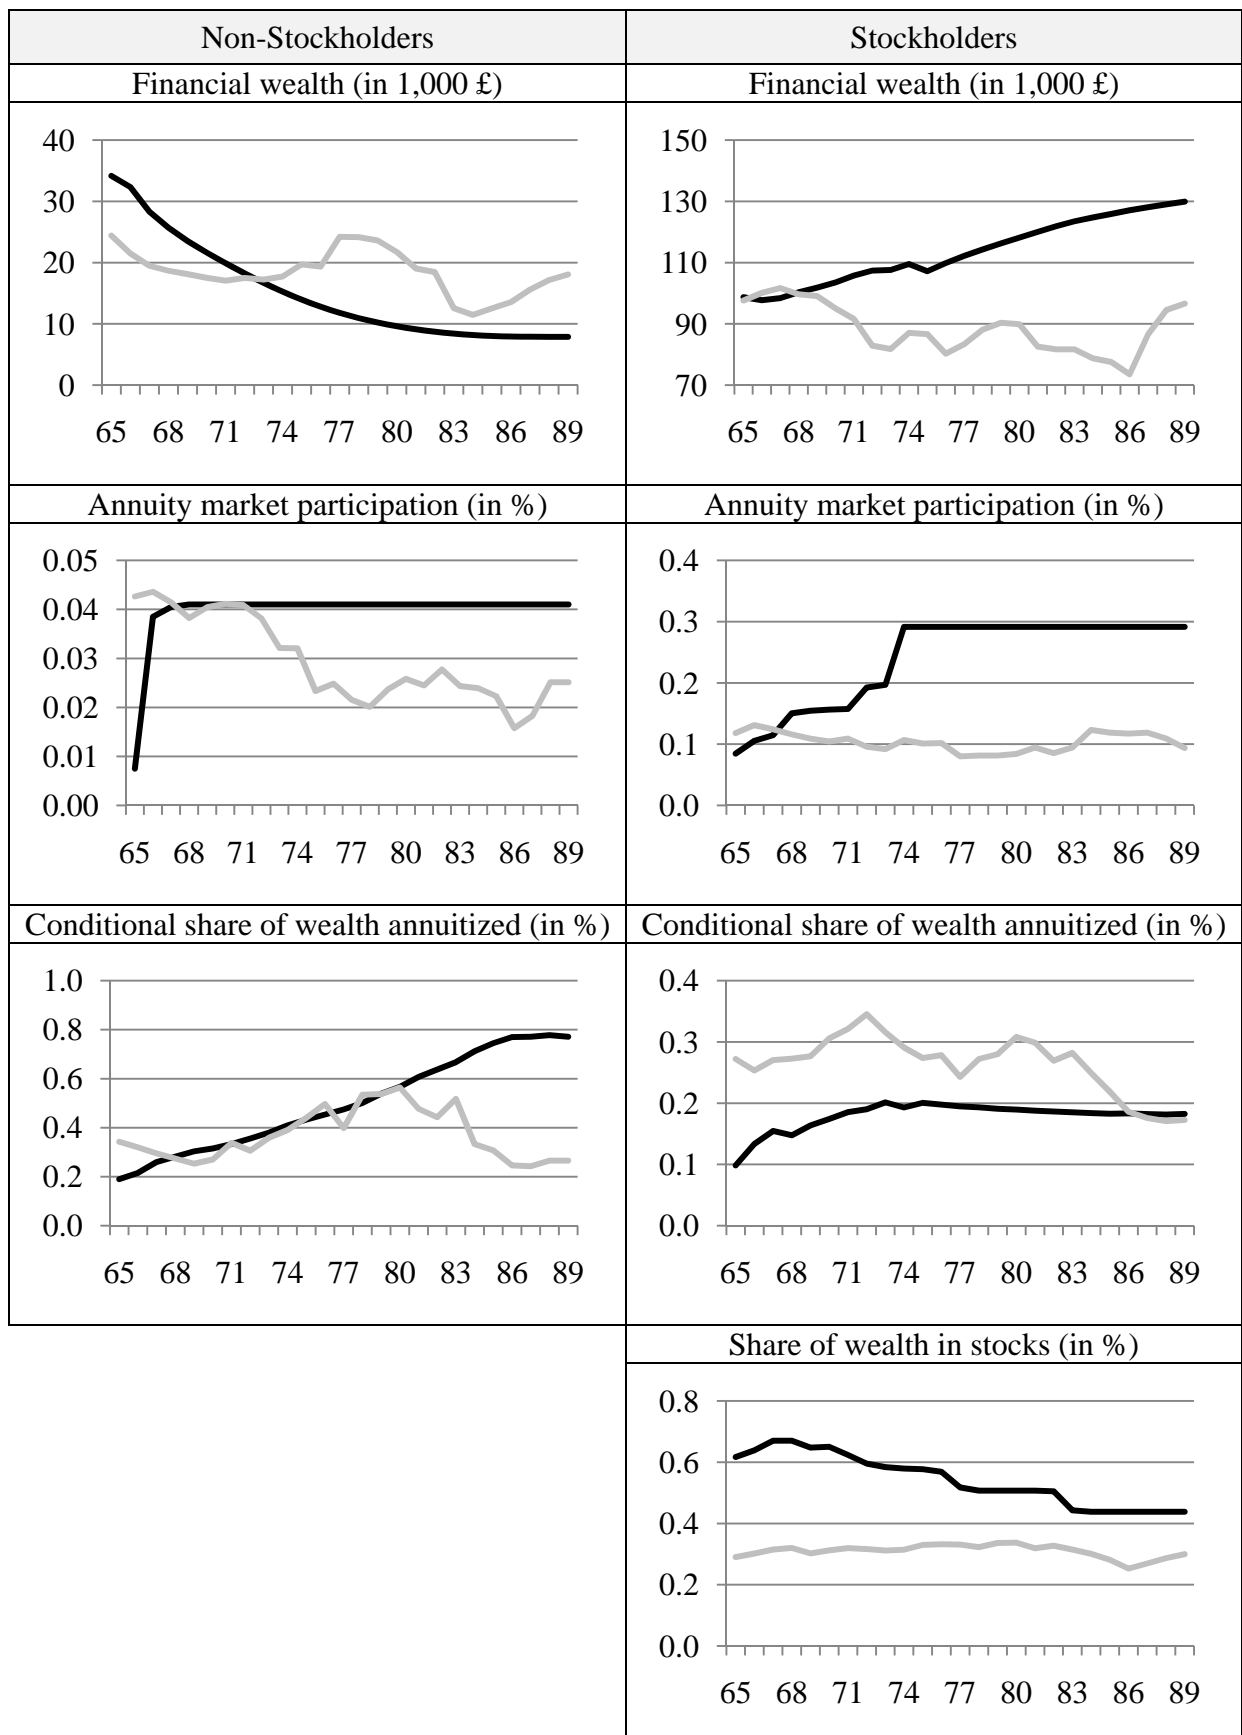 Non-Stockholders
Stockholders
Financial wealth (in 1,000 £)
Financial wealth (in 1,000 £)
40
30
20
10
0
65 68 71 74 77 80 83 86 89
150
130
110
90
70
65 68 71 74 77 80 83 86 89
Annuity market participation (in %)
Annuity market participation (in %)
0.05
0.04
0.03
0.02
0.01
0.00
65 68 71 74 77 80 83 86 89
0.4
0.3
0.2
0.1
0.0
65 68 71 74 77 80 83 86 89
Conditional share of wealth annuitized (in %)
Conditional share of wealth annuitized (in %)
1.0
0.8
0.6
0.4
0.2
0.0
65 68 71 74 77 80 83 86 89
0.4
0.3
0.2
0.1
0.0
65 68 71 74 77 80 83 86 89
Share of wealth in stocks (in %)
0.8
0.6
0.4
0.2
0.0
65 68 71 74 77 80 83 86 89